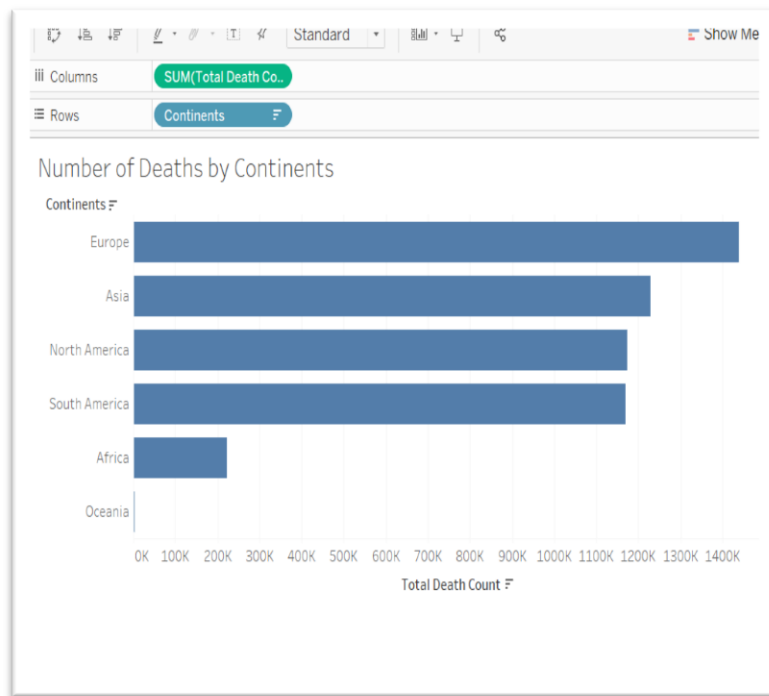 Standard
Show Me
Columns
SUM(Total Death Co..
Rows
Continents
Number of Deaths by Continents
Continents
Europe
Asia
North America
South America
Africa
Oceania
0K 100K 200K 300K 400K 500K 600K 700K 800K 900K 1000K 1100K 1200K 1300K 1400K
Total Death Count